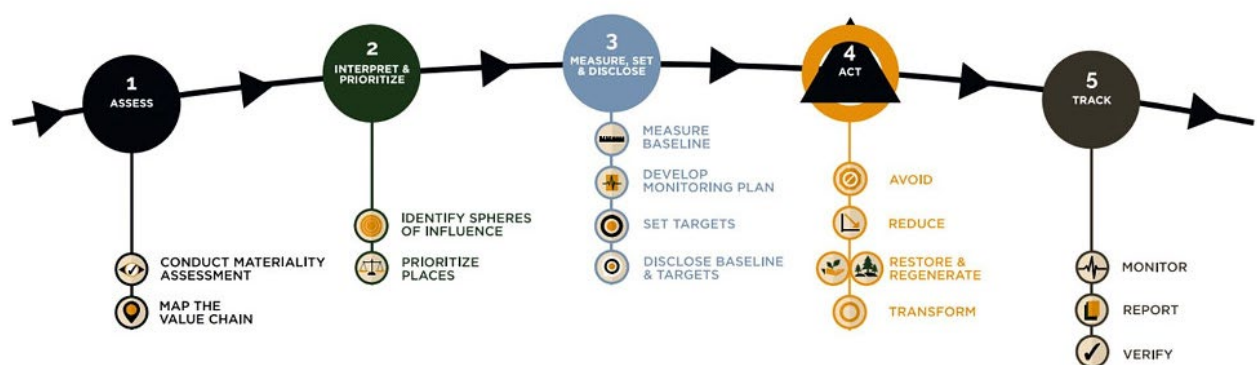 1
ASSESS
CONDUCT MATERIALITY
ASSESSMENT
MAP THE
VALUE CHAIN
2
INTERPRET &
PRIORITIZE
IDENTIFY SPHERES
OF INFLUENCE
PRIORITIZE
PLACES
3
MEASURE, SET
& DISCLOSE
MEASURE
BASELINE
DEVELOP
MONITORING PLAN
SET TARGETS
DISCLOSE BASELINE
& TARGETS
4
ACT
AVOID
REDUCE
RESTORE &
REGENERATE
TRANSFORM
5
TRACK
MONITOR
REPORT
VERIFY